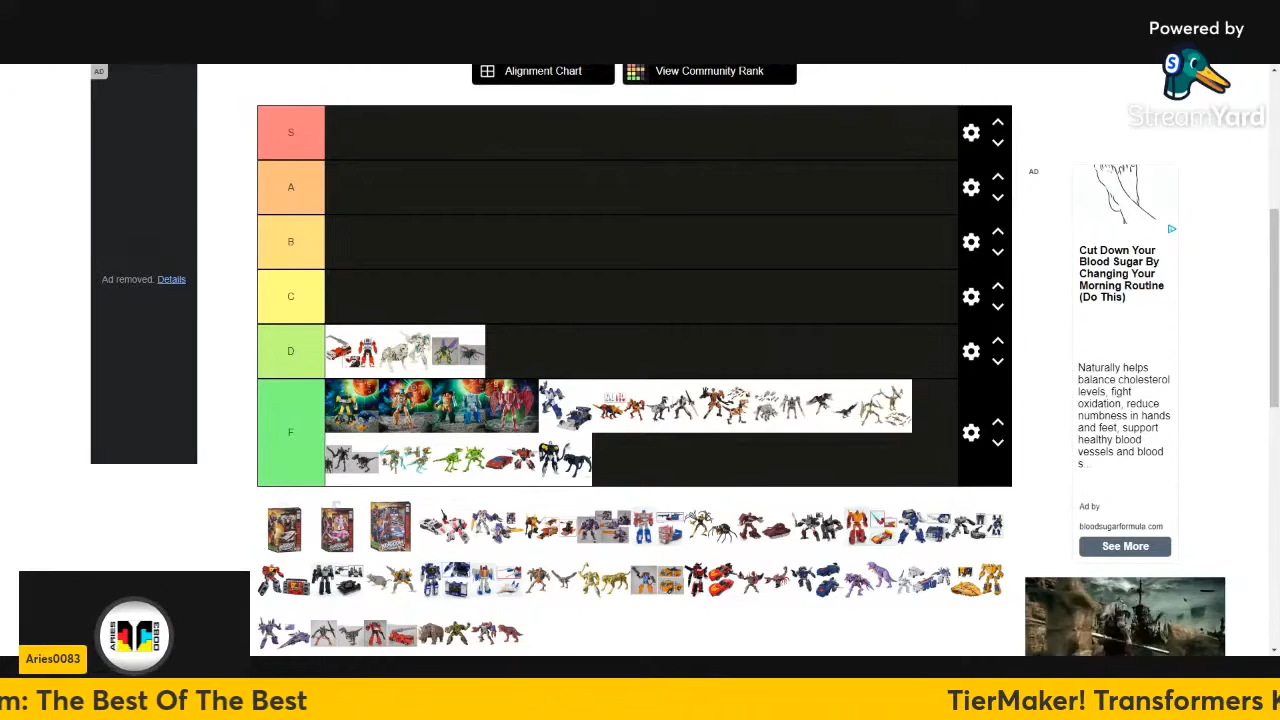 Powered by
StreamYard
AD
Alignment Chart
View Community Rank
S
A
B
C
D
F
Ad removed. Details
AD
Cut Down Your
Blood Sugar By
Changing Your
Morning Routine
(Do This)
Naturally helps
balance cholesterol
levels, fight
oxidation, reduce
numbness in hands
and feet, support
healthy blood
vessels and blood
s...
Ad by
bloodsugarformula.com
See More
ARIES
0083
Aries0083
m: The Best Of The Best
TierMaker! Transformers K